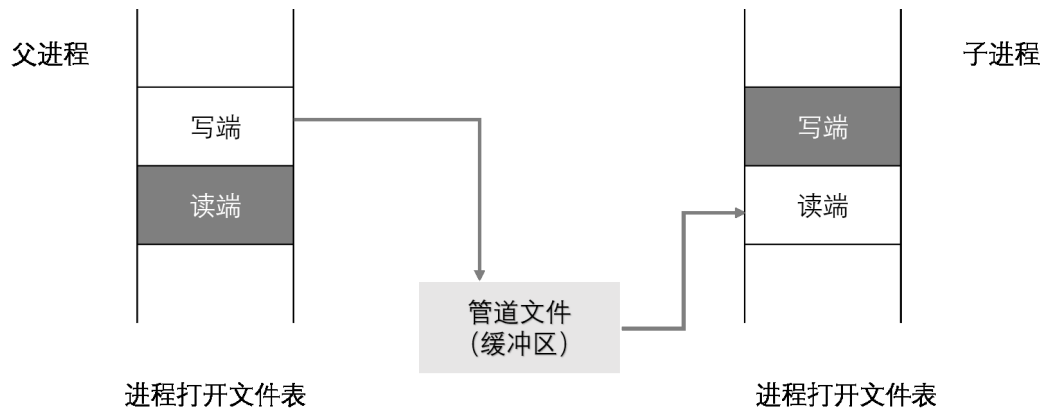 父进程
子进程
写端
写端
读端
读端
管道文件
（缓冲区）
进程打开文件表
进程打开文件表